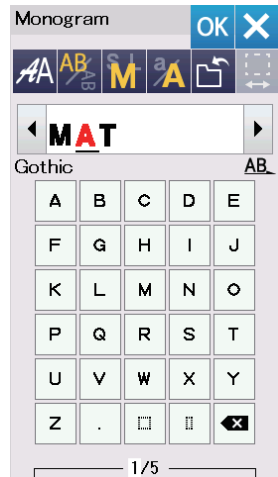 Monogram OK
AA AB AB S L M a A
MAT
Gothic AB
A B C D E
F G H I J
K L M N O
P Q R S T
U V W X Y
Z .
1/5